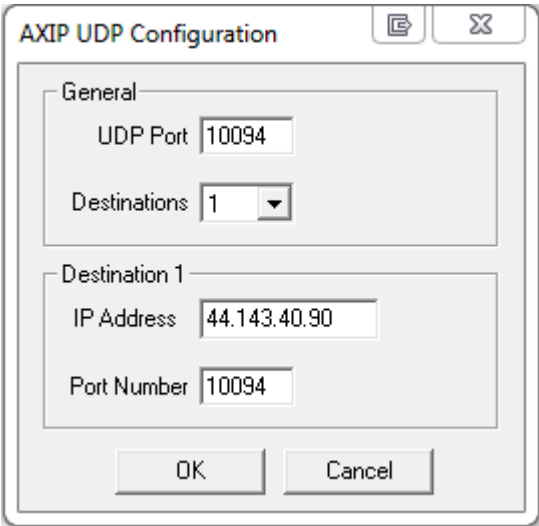 AXIP UDP Configuration
General
UDP Port 10094
Destinations 1
Destination 1
IP Address 44.143.40.90
Port Number 10094
OK Cancel